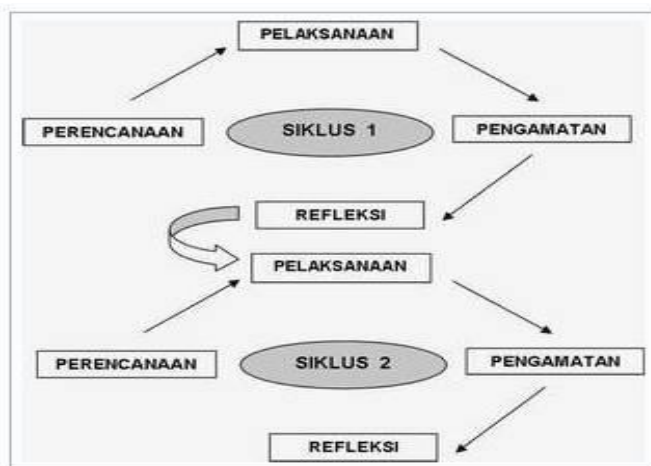 PELAKSANAAN
PERENCANAAN
SIKLUS 1
PENGAMATAN
REFLEKSI
PELAKSANAAN
PERENCANAAN
SIKLUS 2
PENGAMATAN
REFLEKSI